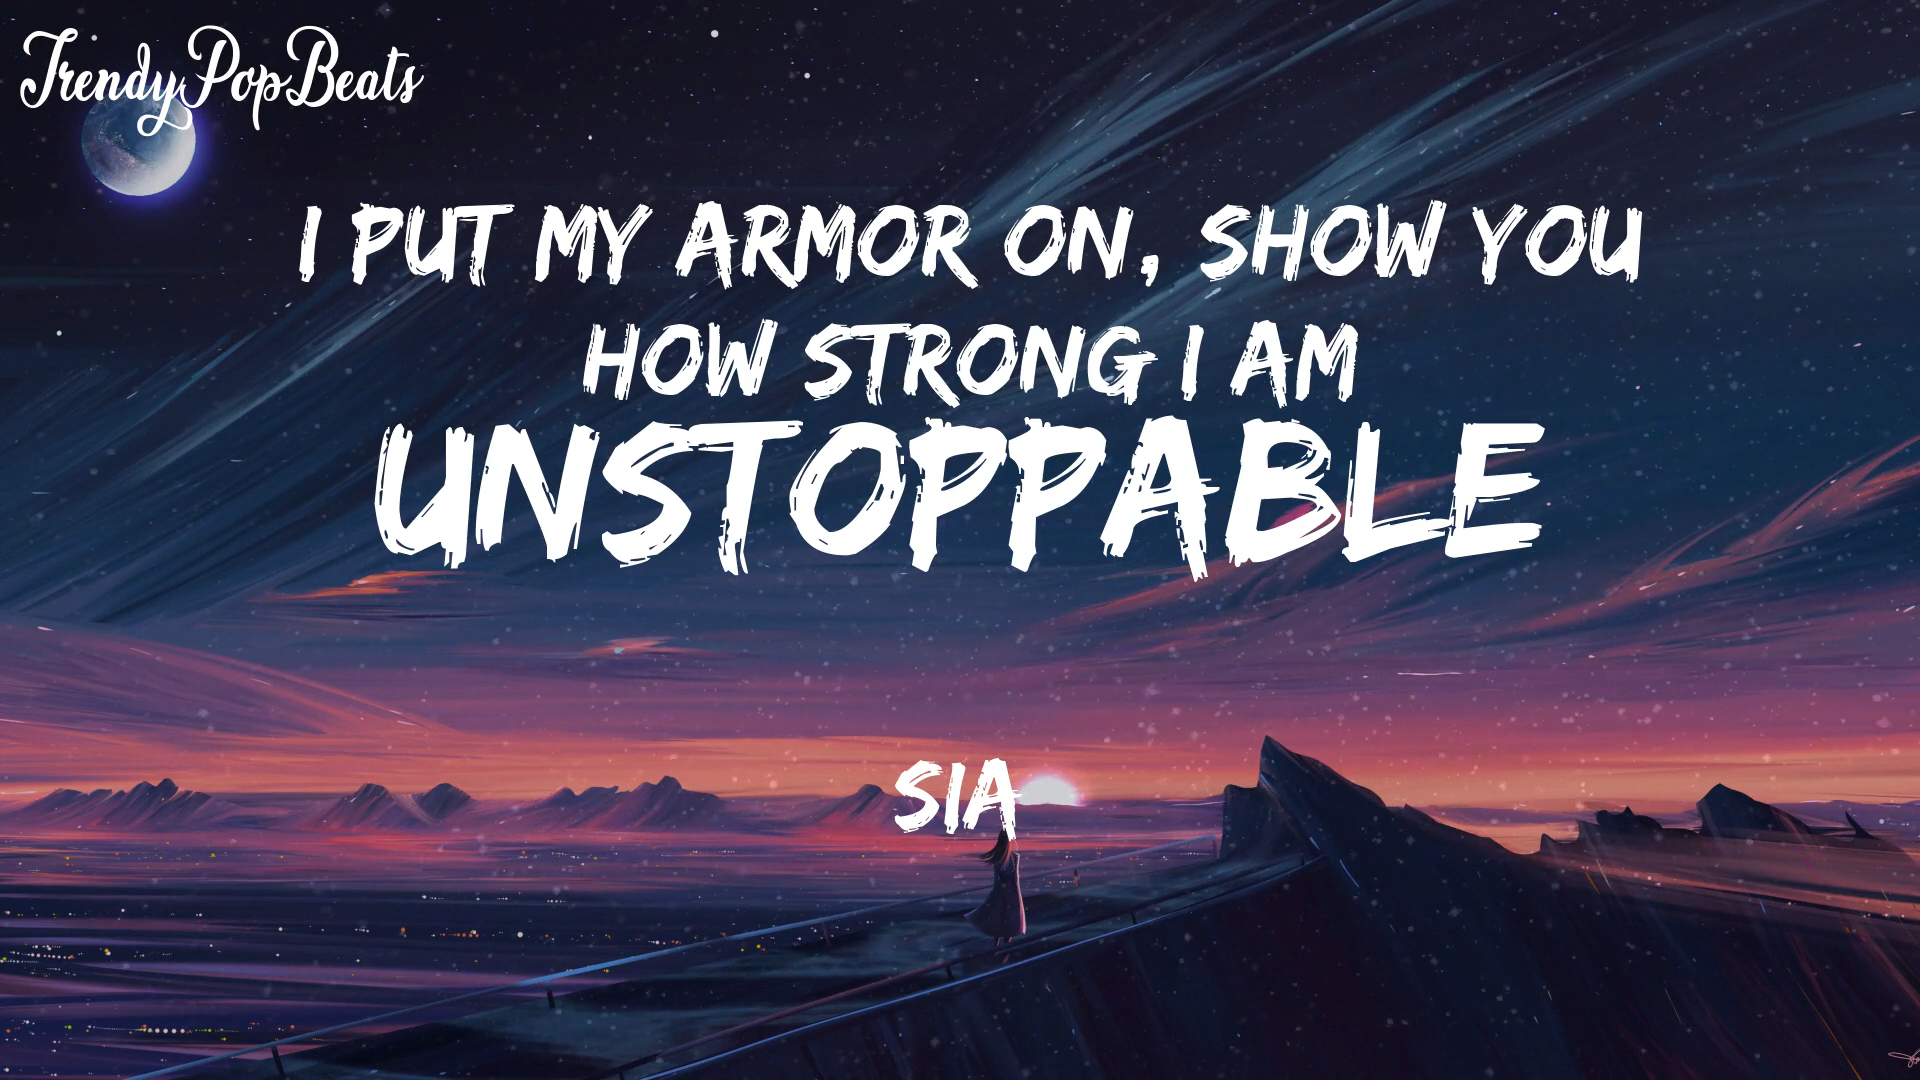 TrendyPopBeats
I PUT MY ARMOR ON, SHOW YOU
HOW STRONG I AM
UNSTOPPABLE
SIA